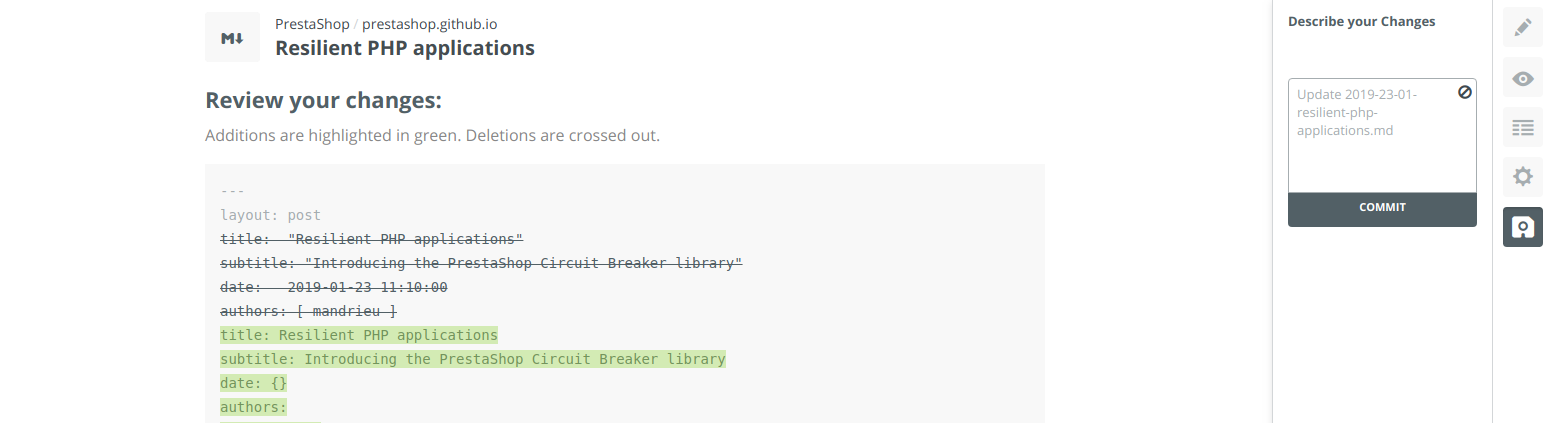 PrestaShop / prestashop.github.io
Resilient PHP applications
Review your changes:
Additions are highlighted in green. Deletions are crossed out.
---
layout: post
title:  "Resilient PHP applications"
subtitle: "Introducing the PrestaShop Circuit Breaker library"
date:   2019-01-23 11:10:00
authors: [ mandrieu ]
title: Resilient PHP applications
subtitle: Introducing the PrestaShop Circuit Breaker library
date: {}
authors:
Describe your Changes
Update 2019-23-01-
resilient-php-
applications.md
COMMIT